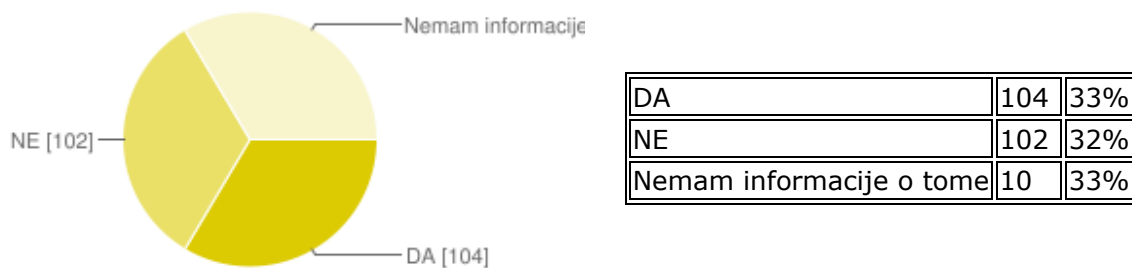 Nemam informacije
NE [102]
DA [104]
DA 104 33%
NE 102 32%
Nemam informacije o tome 10 33%